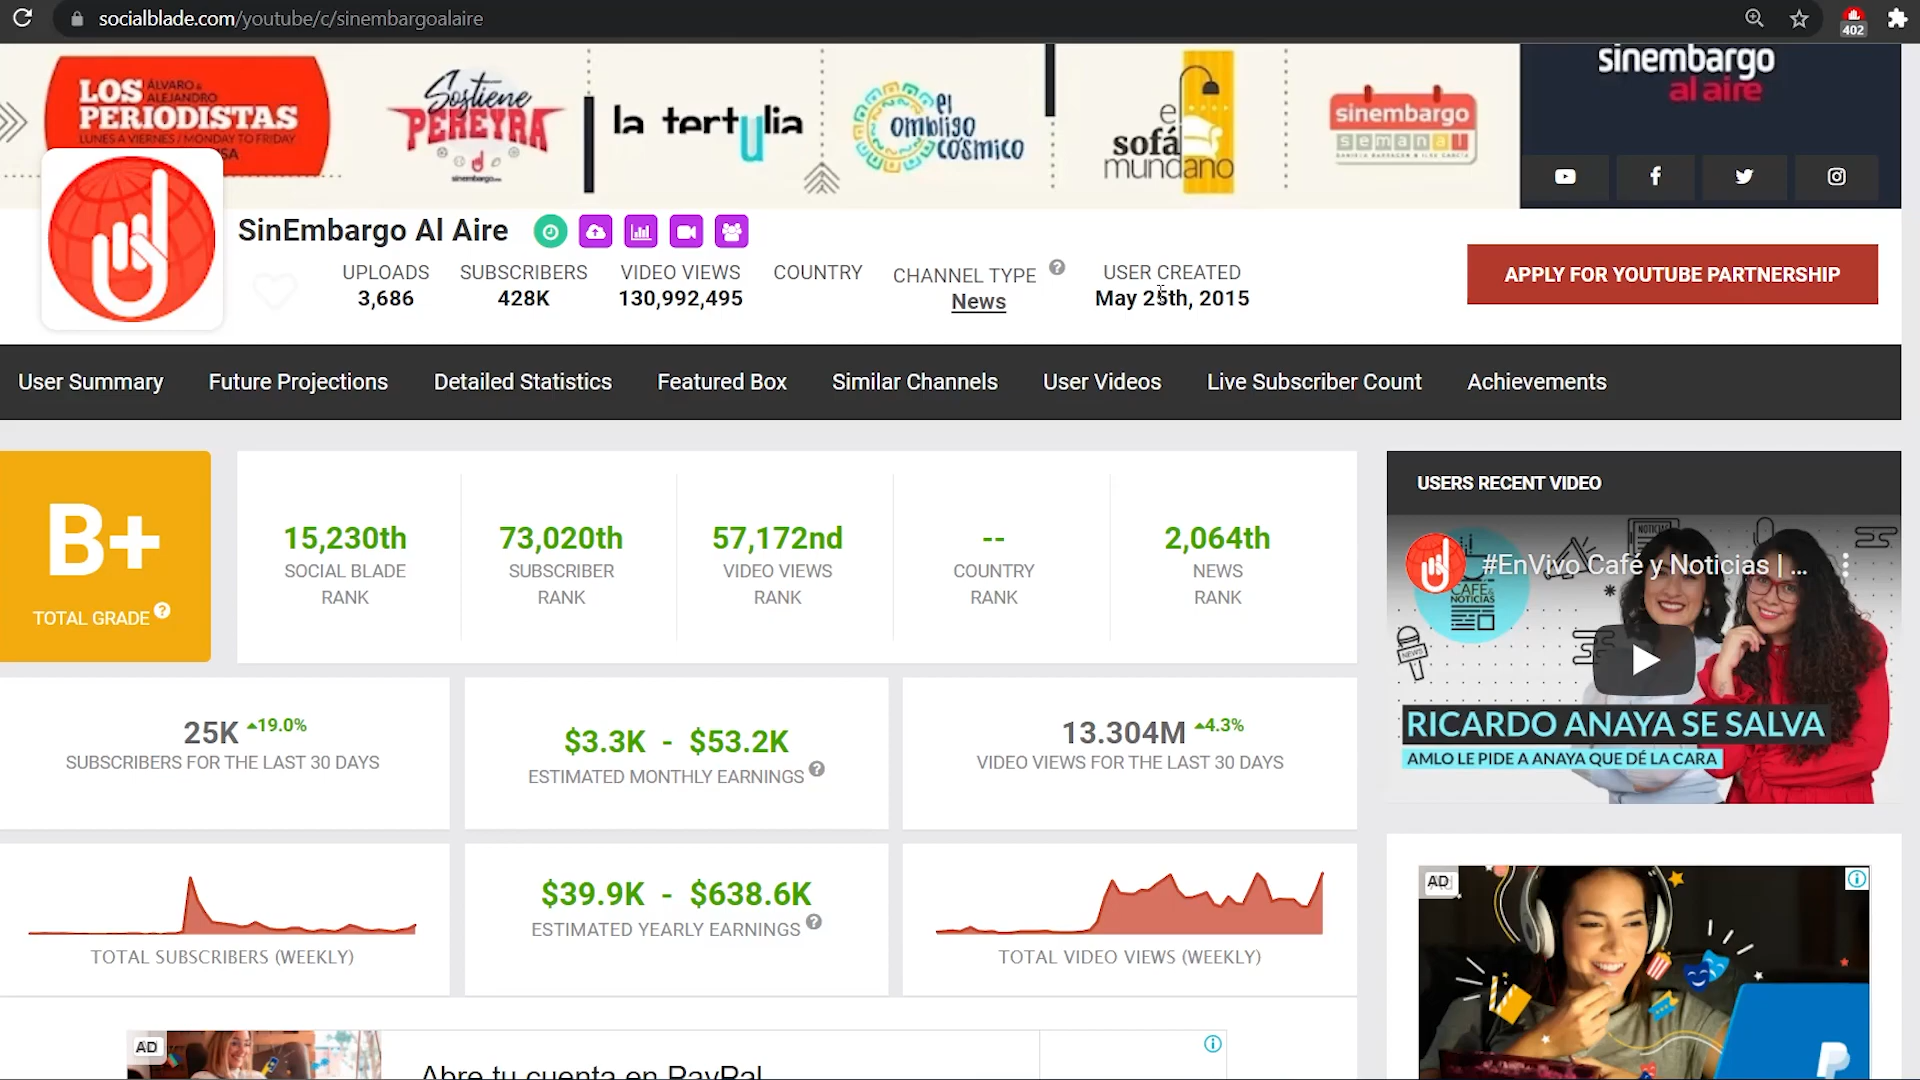 socialblade.com/youtube/c/sinembargoalaire
402
LOS ÁLVARO & ALEJANDRO
PERIODISTAS
LUNES A VIERNES / MONDAY TO FRIDAY
Sostiene
PEREYRA
sinembargo
la tertulia
el
ombligo
cósmico
el
sofá
mundano
sinembargo
semanal
sinembargo
al aire
SinEmbargo Al Aire
UPLOADS
3,686
SUBSCRIBERS
428K
VIDEO VIEWS
130,992,495
COUNTRY
CHANNEL TYPE ?
News
USER CREATED
May 25th, 2015
APPLY FOR YOUTUBE PARTNERSHIP
User Summary Future Projections Detailed Statistics Featured Box Similar Channels User Videos Live Subscriber Count Achievements
B+
TOTAL GRADE ?
15,230th
SOCIAL BLADE
RANK
73,020th
SUBSCRIBER
RANK
57,172nd
VIDEO VIEWS
RANK
--
COUNTRY
RANK
2,064th
NEWS
RANK
USERS RECENT VIDEO
#EnVivo Café y Noticias | ...
NOTICIAS
CAFÉ &
NOTICIAS
NEWS
RICARDO ANAYA SE SALVA
AMLO LE PIDE A ANAYA QUE DÉ LA CARA
25K 19.0%
SUBSCRIBERS FOR THE LAST 30 DAYS
$3.3K - $53.2K
ESTIMATED MONTHLY EARNINGS ?
13.304M 4.3%
VIDEO VIEWS FOR THE LAST 30 DAYS
TOTAL SUBSCRIBERS (WEEKLY)
$39.9K - $638.6K
ESTIMATED YEARLY EARNINGS ?
TOTAL VIDEO VIEWS (WEEKLY)
AD
AD
Abre tu cuenta en PayPal